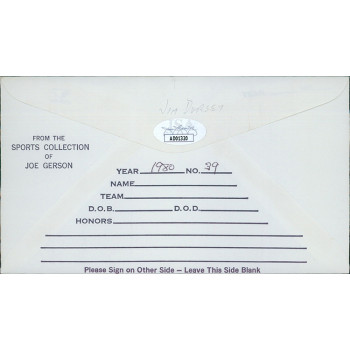 FROM THE
SPORTS COLLECTION
OF
JOE GERSON
AD01330
YEAR 1980 NO. 39
NAME
TEAM
D.O.B. D.O.D.
HONORS
Please Sign on Other Side — Leave This Side Blank